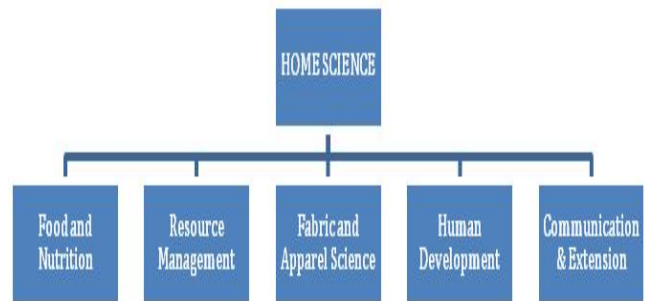 HOME SCIENCE
Food and
Nutrition
Resource
Management
Fabric and
Apparel Science
Human
Development
Communication
& Extension